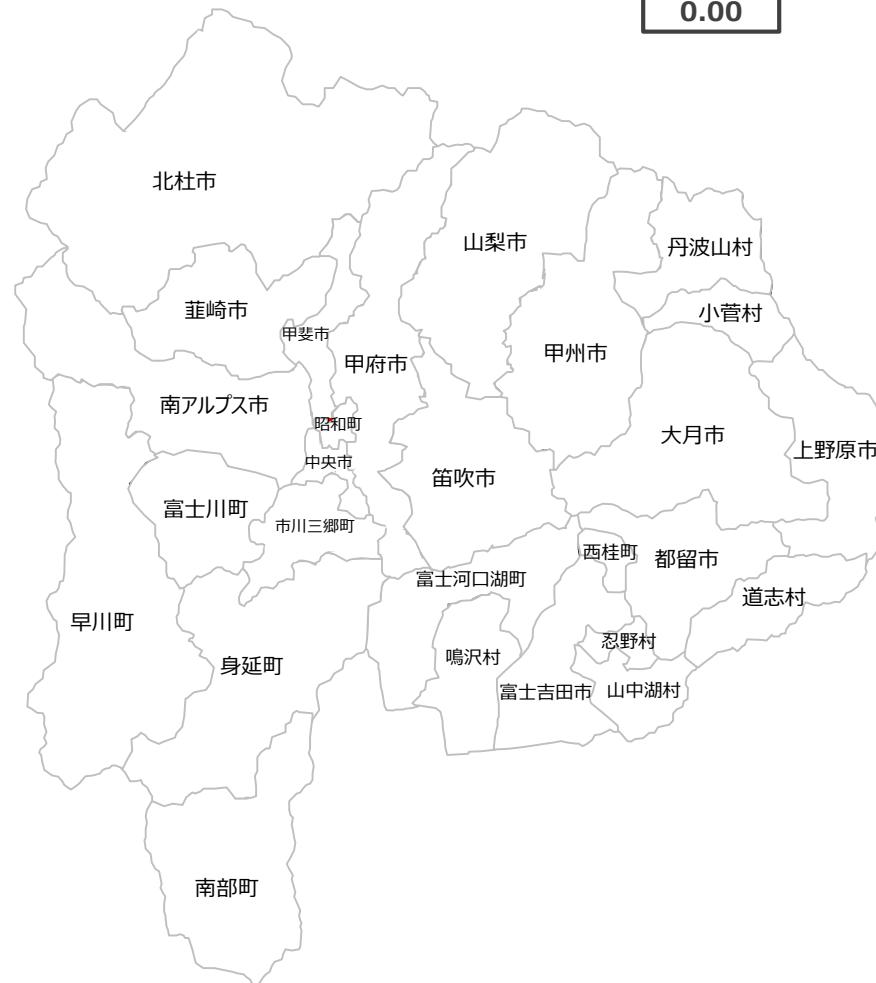 0.00
北杜市
山梨市
丹波山村
韮崎市
小菅村
甲斐市
甲府市
甲州市
南アルプス市
昭和町
大月市
上野原市
中央市
笛吹市
富士川町
市川三郷町
西桂町
都留市
富士河口湖町
道志村
早川町
忍野村
鳴沢村
身延町
富士吉田市
山中湖村
南部町